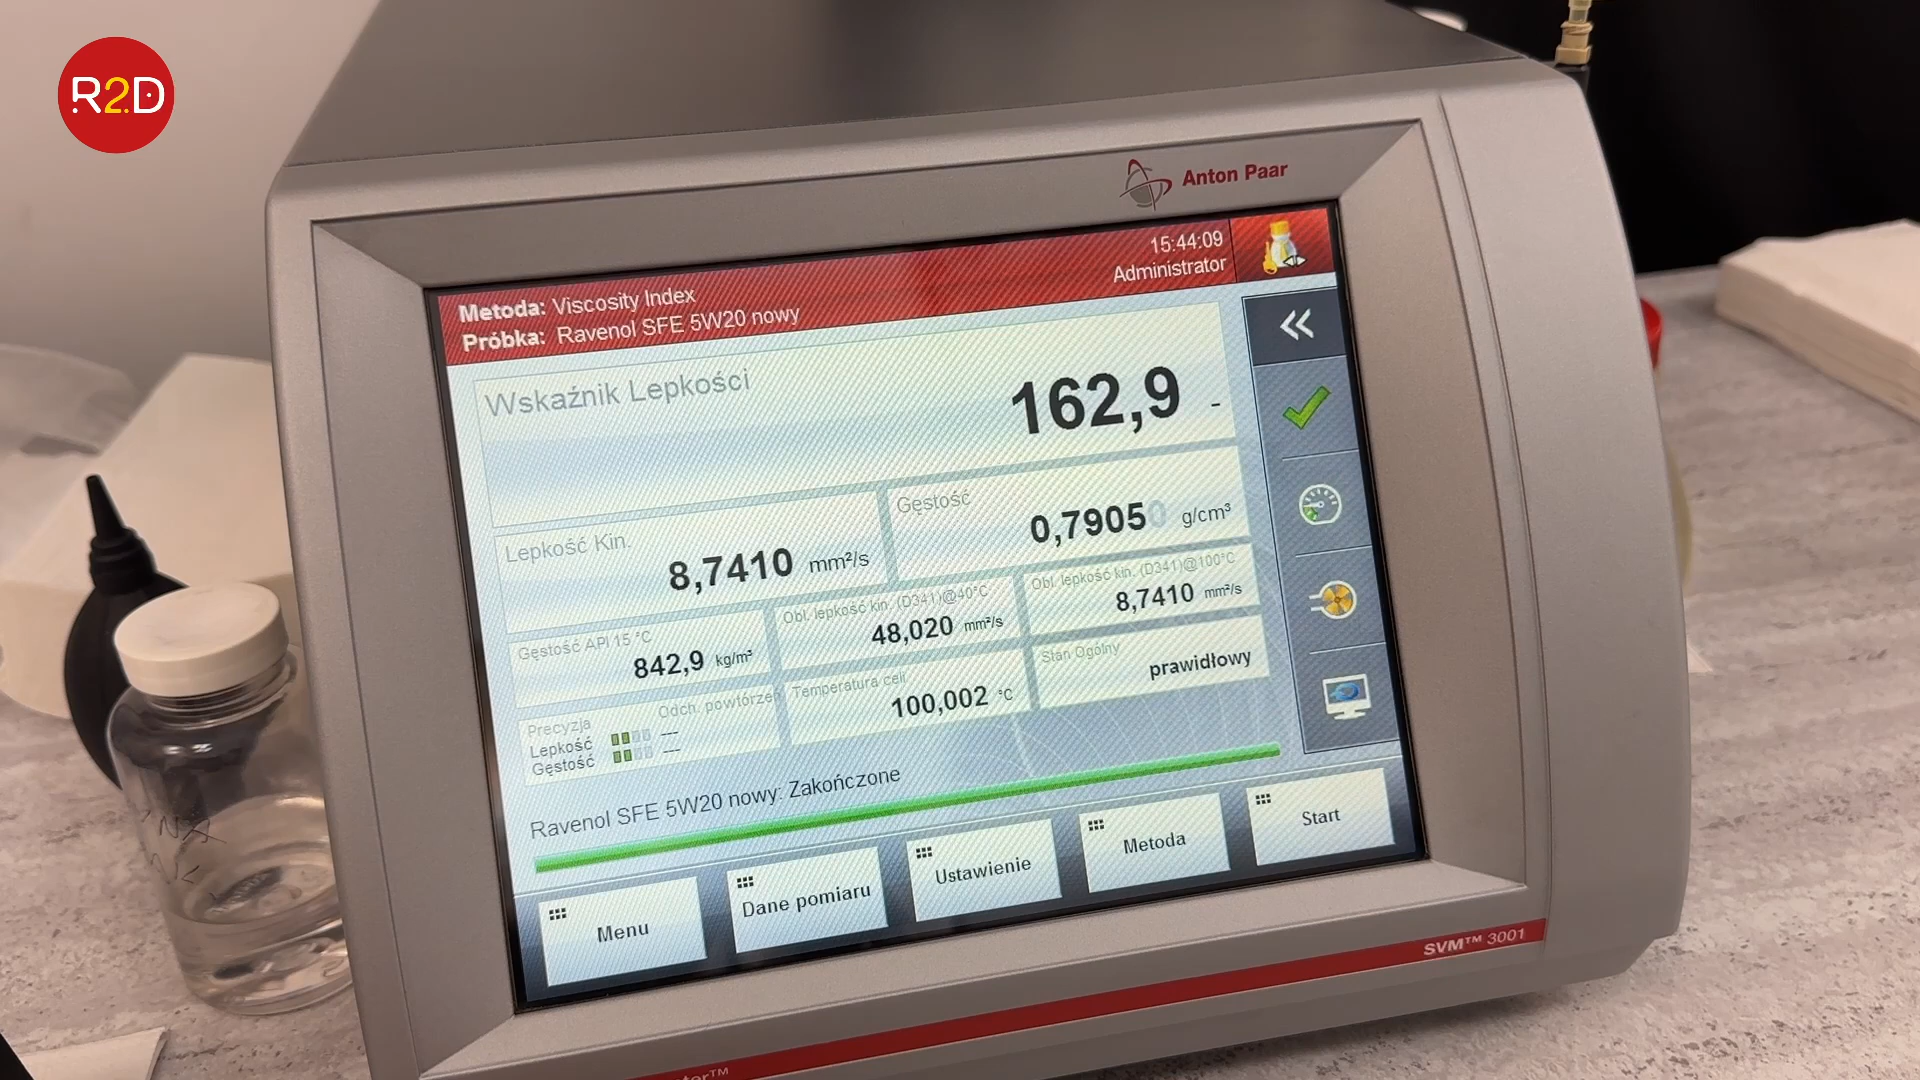 R2D
Anton Paar
15:44:09
Administrator
Metoda: Viscosity Index
Próbka: Ravenol SFE 5W20 nowy
Wskaźnik Lepkości
162,9 -
Lepkość Kin.
8,7410 mm²/s
Gęstość
0,79050 g/cm³
Gęstość API 15 °C
842,9 kg/m³
Obl. lepkość kin. (D341)@40°C
48,020 mm²/s
Obl. lepkość kin. (D341)@100°C
8,7410 mm²/s
Precyzja
Odch. powtórzeń
Lepkość ---
Gęstość ---
Temperatura celi
100,002 °C
Stan Ogólny
prawidłowy
Ravenol SFE 5W20 nowy: Zakończone
Menu
Dane pomiaru
Ustawienie
Metoda
Start
SVM™ 3001